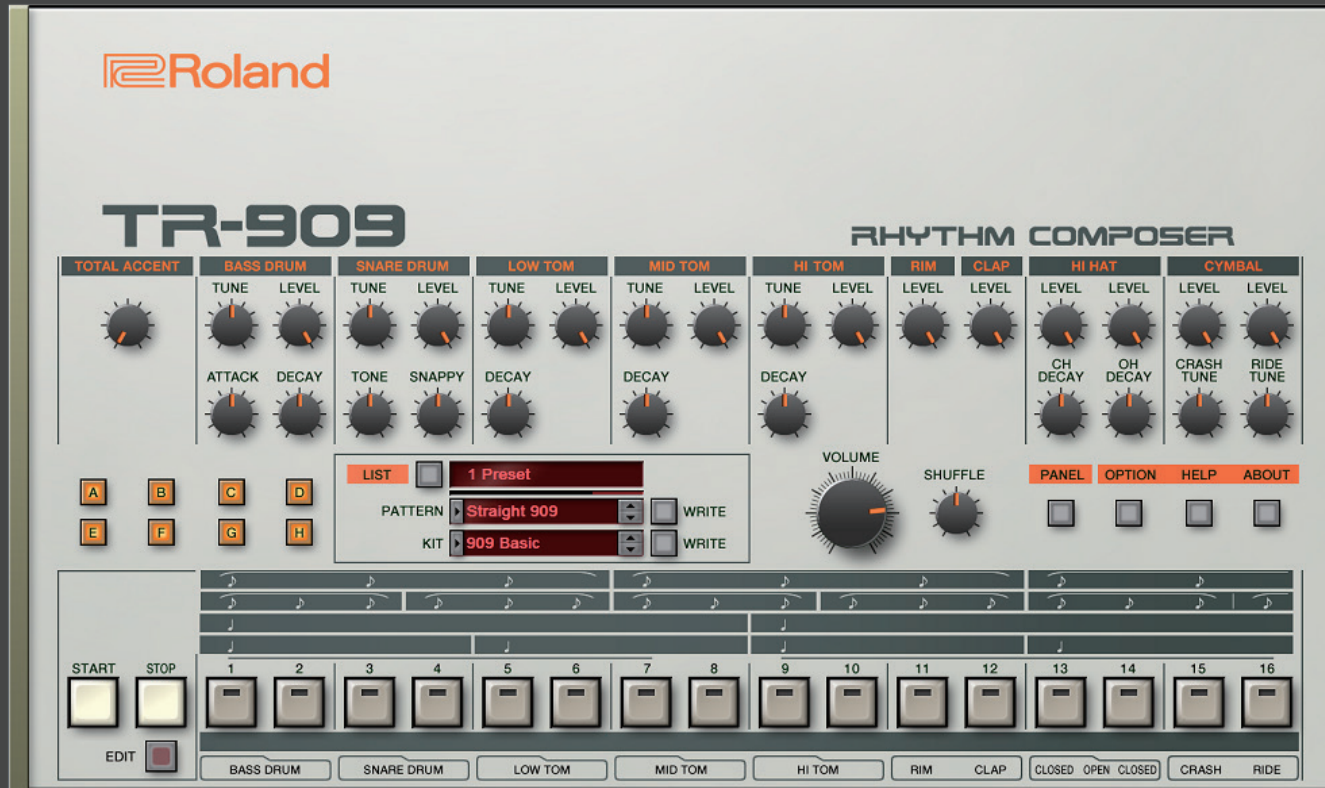 Roland
TR-909
RHYTHM COMPOSER
TOTAL ACCENT BASS DRUM SNARE DRUM LOW TOM MID TOM HI TOM RIM CLAP HI HAT CYMBAL
TUNE LEVEL TUNE LEVEL TUNE LEVEL TUNE LEVEL TUNE LEVEL LEVEL LEVEL LEVEL LEVEL LEVEL LEVEL
ATTACK DECAY TONE SNAPPY DECAY DECAY DECAY CH DECAY OH DECAY CRASH TUNE RIDE TUNE
A B C D
E F G H
LIST 1 Preset
PATTERN Straight 909 WRITE
KIT 909 Basic WRITE
VOLUME
SHUFFLE
PANEL OPTION HELP ABOUT
START STOP 1 2 3 4 5 6 7 8 9 10 11 12 13 14 15 16
EDIT
BASS DRUM SNARE DRUM LOW TOM MID TOM HI TOM RIM CLAP CLOSED OPEN CLOSED CRASH RIDE